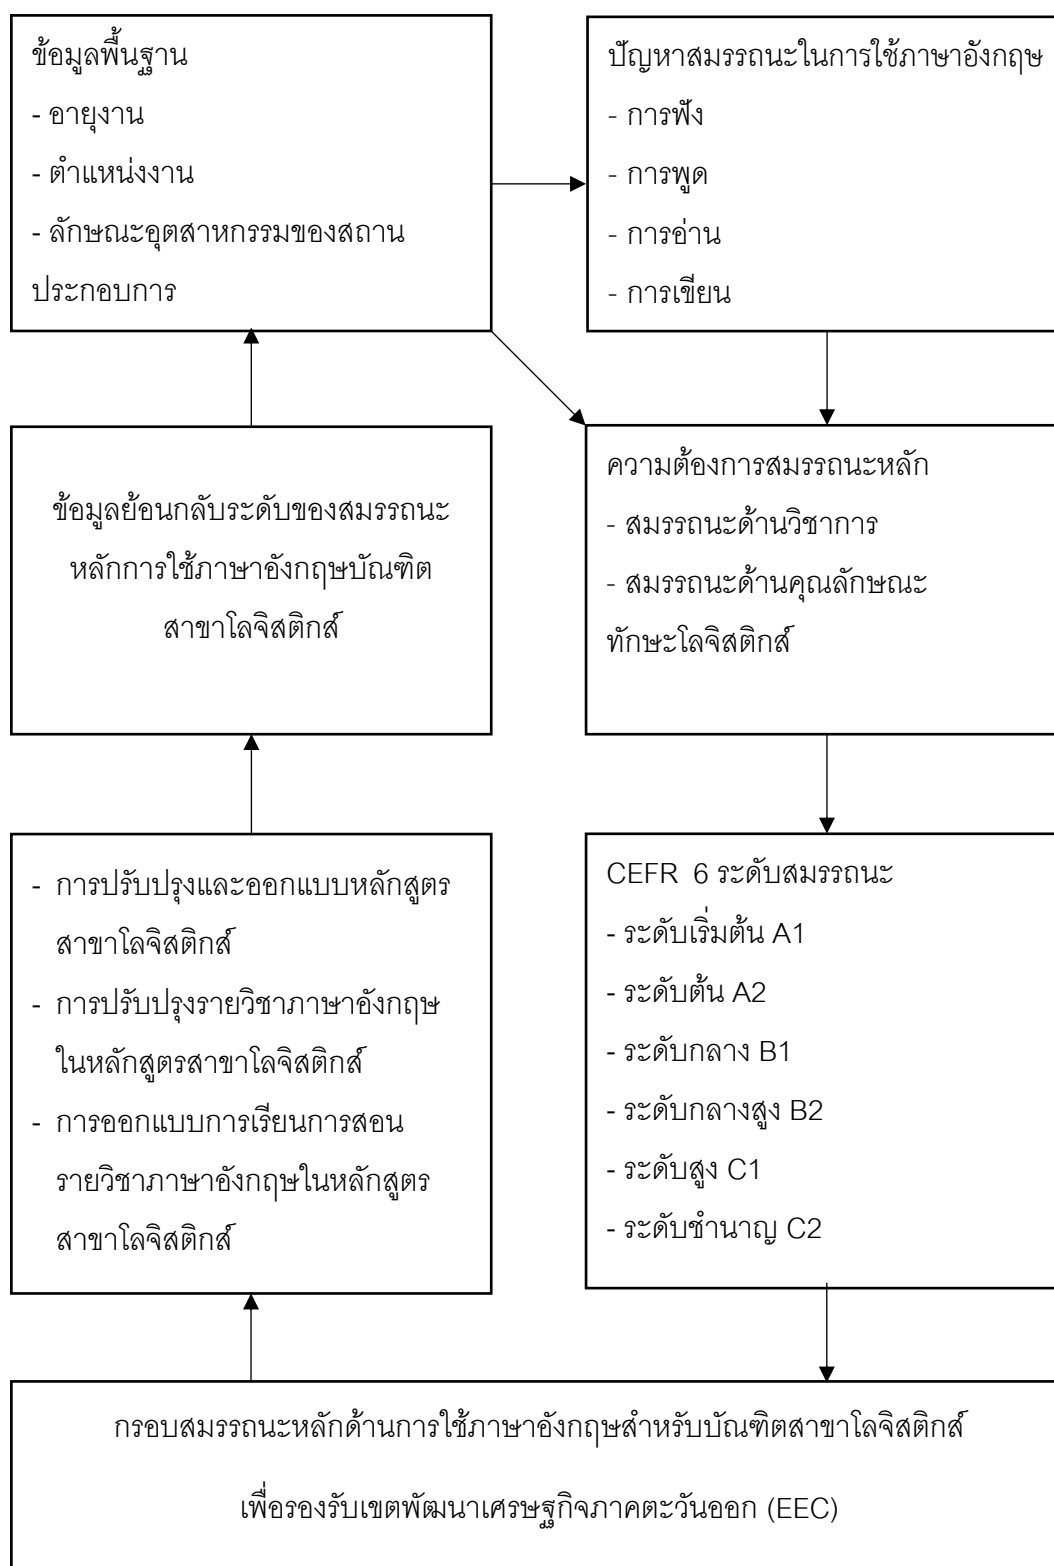 ข้อมูลพื้นฐาน
- อายุงาน
- ตำแหน่งงาน
- ลักษณะอุตสาหกรรมของสถาน
ประกอบการ
ปัญหาสมรรถนะในการใช้ภาษาอังกฤษ
- การฟัง
- การพูด
- การอ่าน
- การเขียน
ข้อมูลย้อนกลับระดับของสมรรถนะ
หลักการใช้ภาษาอังกฤษบัณฑิต
สาขาโลจิสติกส์
ความต้องการสมรรถนะหลัก
- สมรรถนะด้านวิชาการ
- สมรรถนะด้านคุณลักษณะ
ทักษะโลจิสติกส์
- การปรับปรุงและออกแบบหลักสูตร
สาขาโลจิสติกส์
- การปรับปรุงรายวิชาภาษาอังกฤษ
ในหลักสูตรสาขาโลจิสติกส์
- การออกแบบการเรียนการสอน
รายวิชาภาษาอังกฤษในหลักสูตร
สาขาโลจิสติกส์
CEFR 6 ระดับสมรรถนะ
- ระดับเริ่มต้น A1
- ระดับต้น A2
- ระดับกลาง B1
- ระดับกลางสูง B2
- ระดับสูง C1
- ระดับชำนาญ C2
กรอบสมรรถนะหลักด้านการใช้ภาษาอังกฤษสำหรับบัณฑิตสาขาโลจิสติกส์
เพื่อรองรับเขตพัฒนาเศรษฐกิจภาคตะวันออก (EEC)